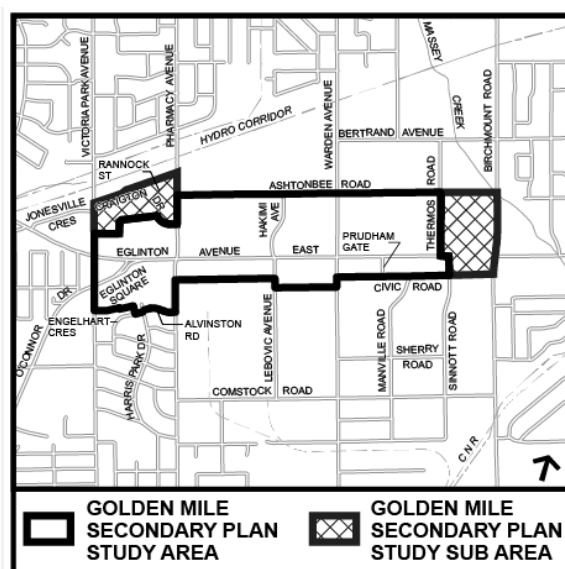 VICTORIA PARK AVENUE
PHARMACY AVENUE
HYDRO CORRIDOR
WARDEN AVENUE
MASSEY
CREEK
BIRCHMOUNT ROAD
BERTRAND AVENUE
RANNOCK
ST
CRAIGTON
DR
JONESVILLE
CRES
ASHTONBEE ROAD
HAKIMI
AVE
THERMOS
ROAD
PRUDHAM
GATE
EGLINTON AVENUE EAST
EGLINTON
SQUARE
O'CONNOR
DR
ENGELHART
CRES
ALVINSTON
RD
HARRIS PARK DR
LEBOVIC AVENUE
CIVIC ROAD
MANVILLE ROAD
SHERRY
ROAD
SINNOTT ROAD
COMSTOCK ROAD
CNR
GOLDEN MILE
SECONDARY PLAN
STUDY AREA
GOLDEN MILE
SECONDARY PLAN
STUDY SUB AREA